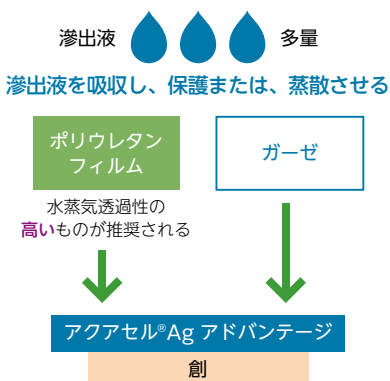 滲出液 多量
滲出液を吸収し、保護または、蒸散させる
ポリウレタン
フィルム
ガーゼ
水蒸気透過性の
高いものが推奨される
アクアセル®Ag アドバンテージ
創